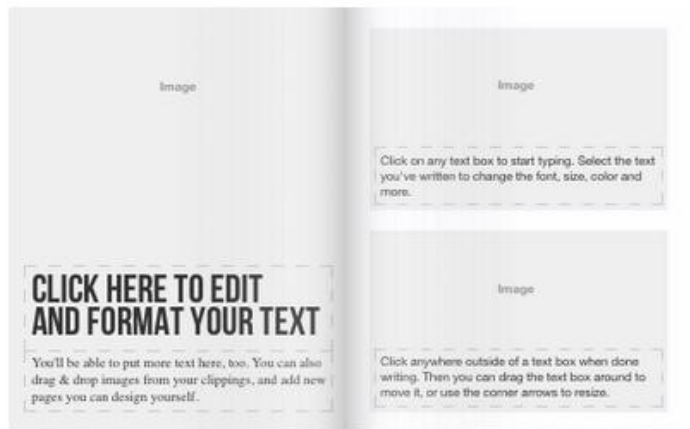 Image
CLICK HERE TO EDIT
AND FORMAT YOUR TEXT
You'll be able to put more text here, too. You can also
drag & drop images from your clippings, and add new
pages you can design yourself.
Image
Click on any text box to start typing. Select the text
you've written to change the font, size, color and
more.
Image
Click anywhere outside of a text box when done
writing. Then you can drag the text box around to
move it, or use the corner arrows to resize.